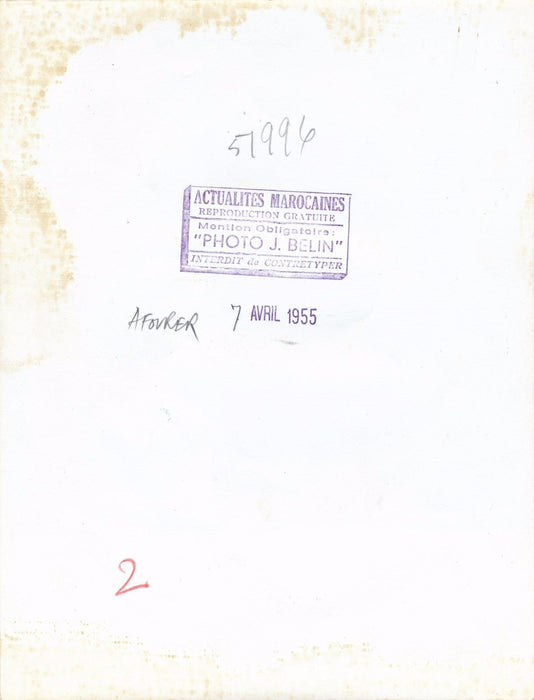 51996
ACTUALITES MAROCAINES
REPRODUCTION GRATUITE
Mention Obligatoire:
"PHOTO J. BELIN"
INTERDIT de CONTRETYPER
AFOURER 7 AVRIL 1955
2